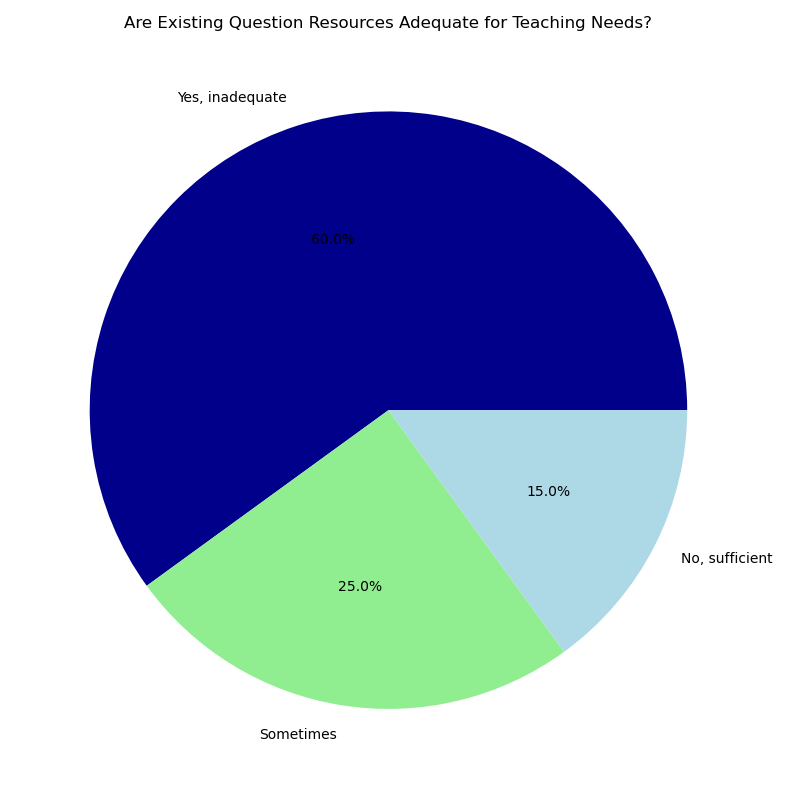 Are Existing Question Resources Adequate for Teaching Needs?
Yes, inadequate
60.0%
15.0%
No, sufficient
25.0%
Sometimes